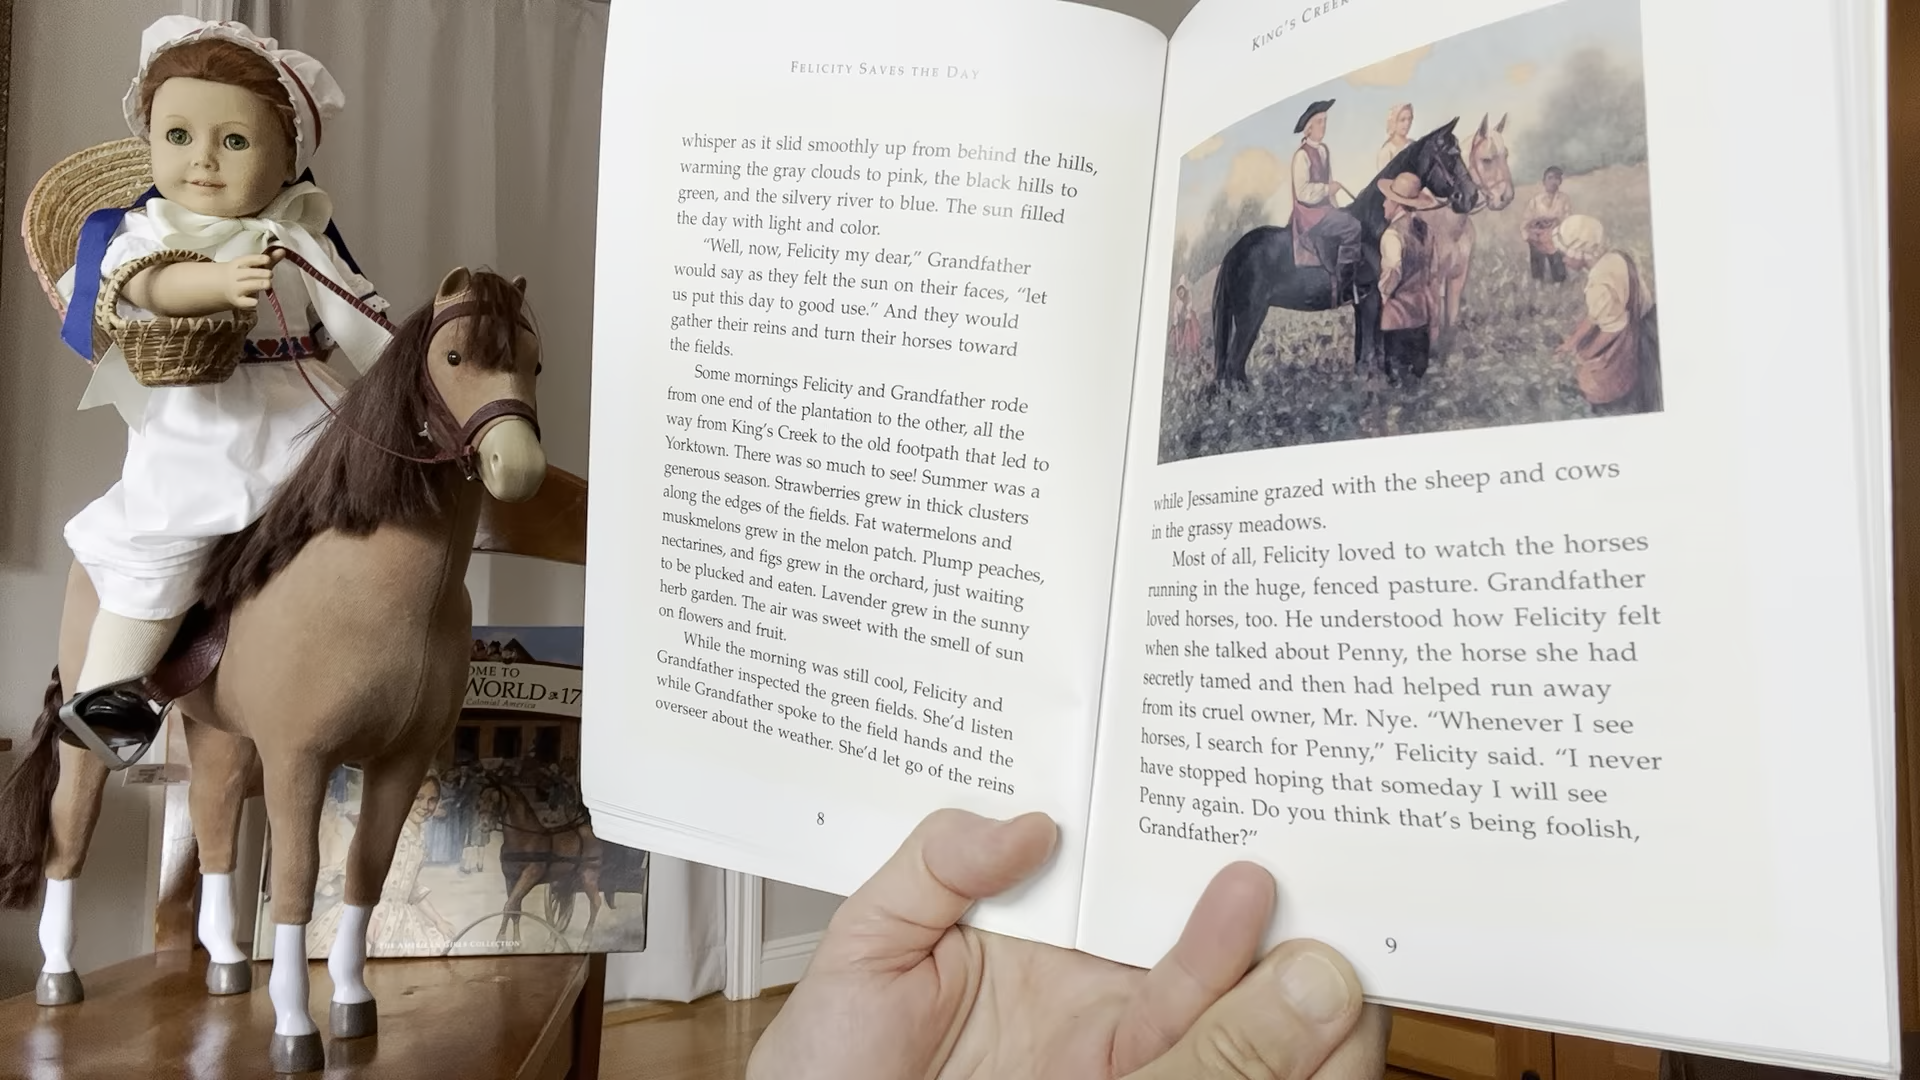 FELICITY SAVES THE DAY
whisper as it slid smoothly up from behind the hills,
warming the gray clouds to pink, the black hills to
green, and the silvery river to blue. The sun filled
the day with light and color.
“Well, now, Felicity my dear,” Grandfather
would say as they felt the sun on their faces, “let
us put this day to good use.” And they would
gather their reins and turn their horses toward
the fields.
Some mornings Felicity and Grandfather rode
from one end of the plantation to the other, all the
way from King's Creek to the old footpath that led to
Yorktown. There was so much to see! Summer was a
generous season. Strawberries grew in thick clusters
along the edges of the fields. Fat watermelons and
muskmelons grew in the melon patch. Plump peaches,
nectarines, and figs grew in the orchard, just waiting
to be plucked and eaten. Lavender grew in the sunny
herb garden. The air was sweet with the smell of sun
on flowers and fruit.
While the morning was still cool, Felicity and
Grandfather inspected the green fields. She'd listen
while Grandfather spoke to the field hands and the
overseer about the weather. She'd let go of the reins
8
KING'S CREEK
while Jessamine grazed with the sheep and cows
in the grassy meadows.
Most of all, Felicity loved to watch the horses
running in the huge, fenced pasture. Grandfather
loved horses, too. He understood how Felicity felt
when she talked about Penny, the horse she had
secretly tamed and then had helped run away
from its cruel owner, Mr. Nye. “Whenever I see
horses, I search for Penny,” Felicity said. “I never
have stopped hoping that someday I will see
Penny again. Do you think that's being foolish,
Grandfather?”
9
OME TO
WORLD 17
Colonial America
THE AMERICAN GIRLS COLLECTION